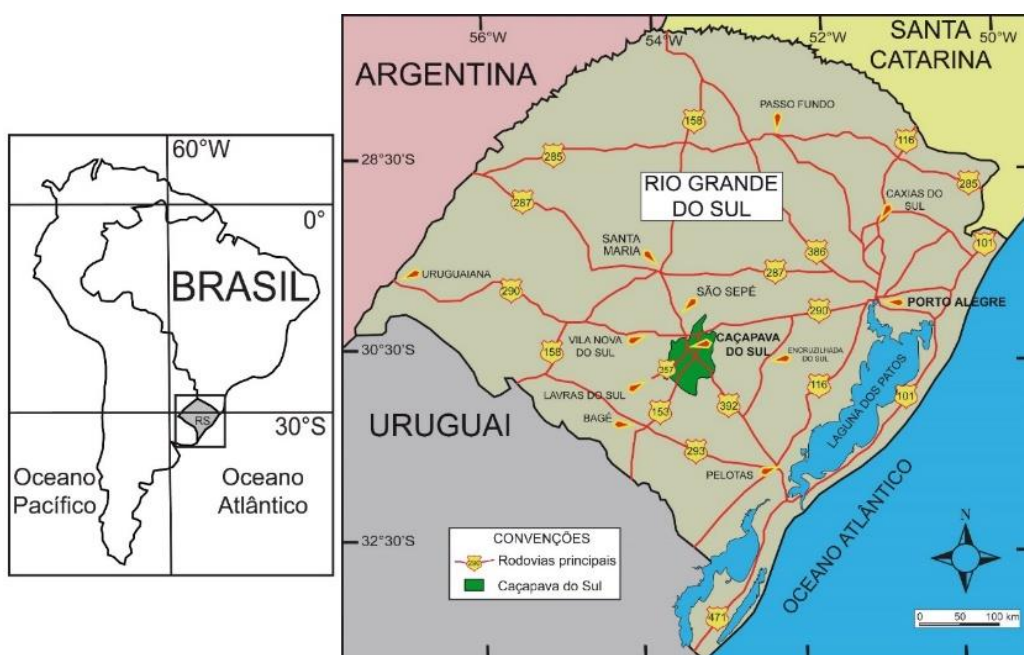 60°W
0°
BRASIL
RS
30°S
Oceano
Pacífico
Oceano
Atlântico
56°W
54°W
52°W
50°W
SANTA
CATARINA
ARGENTINA
PASSO FUNDO
158
116
285
28°30'S
285
287
RIO GRANDE
DO SUL
CAXIAS DO
SUL
SANTA
MARIA
386
101
URUGUAIANA
287
290
SÃO SEPÉ
290
PORTO ALEGRE
VILA NOVA
DO SUL
CAÇAPAVA
DO SUL
ENCRUZILHADA
DO SUL
30°30'S
158
357
LAVRAS DO SUL
116
101
LAGUNA DOS PATOS
153
392
BAGÉ
URUGUAI
293
PELOTAS
OCEANO ATLÂNTICO
32°30'S
CONVENÇÕES
290
Rodovias principais
Caçapava do Sul
N
471
0 50 100 km